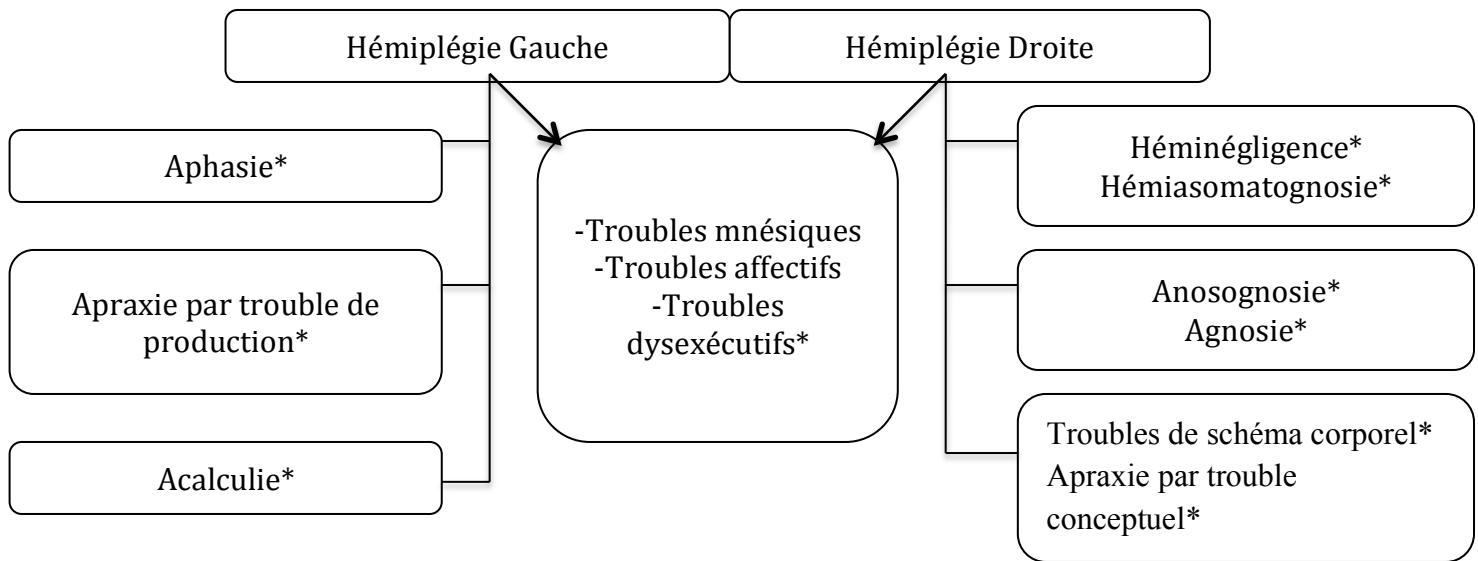 Hémiplégie Gauche
Hémiplégie Droite
Aphasie*
Apraxie par trouble de
production*
Acalculie*
-Troubles mnésiques
-Troubles affectifs
-Troubles
dysexécutifs*
Héminégligence*
Hémiasomatognosie*
Anosognosie*
Agnosie*
Troubles de schéma corporel*
Apraxie par trouble
conceptuel*